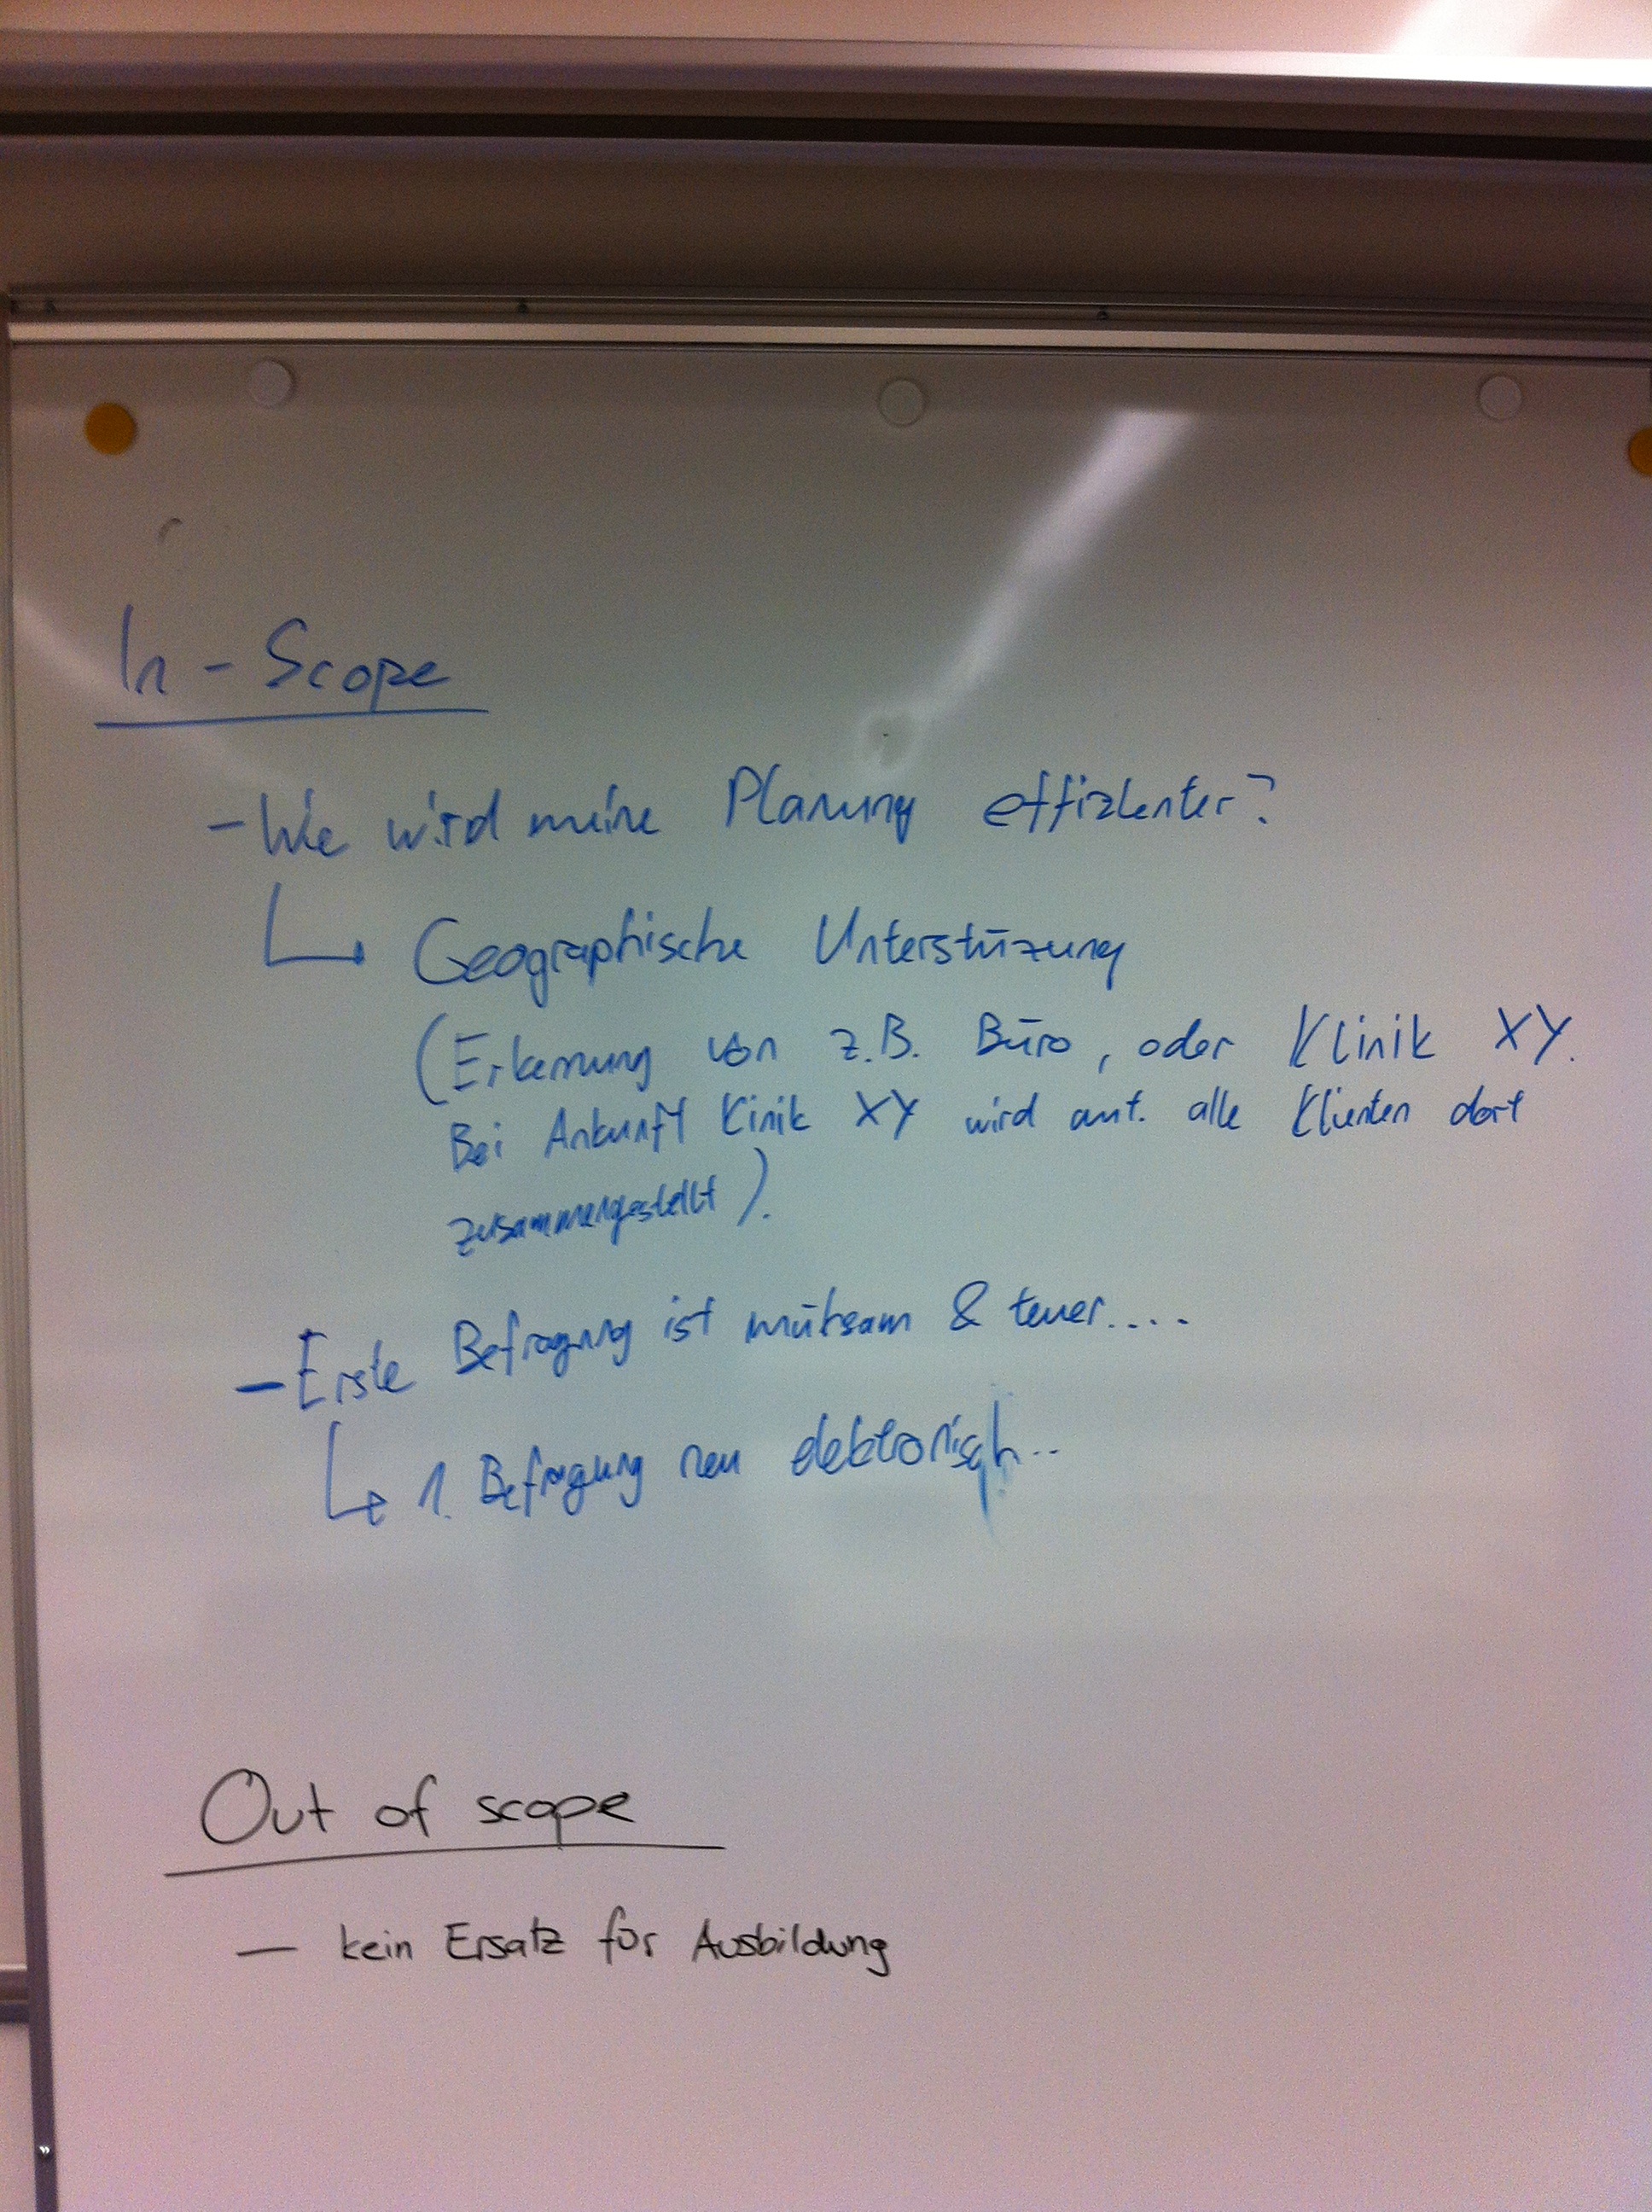 In - Scope
- Wie wird meine Planung effizienter?
Geographische Unterstüzung
(Erkennung von z.B. Büro, oder Klinik XY.
Bei Ankunft Kinik XY wird aut. alle Klienten dort
zusammengestellt).
- Erste Befragung ist mühsam & teuer....
1. Befragung neu elektronisch..
Out of scope
- kein Ersatz für Ausbildung